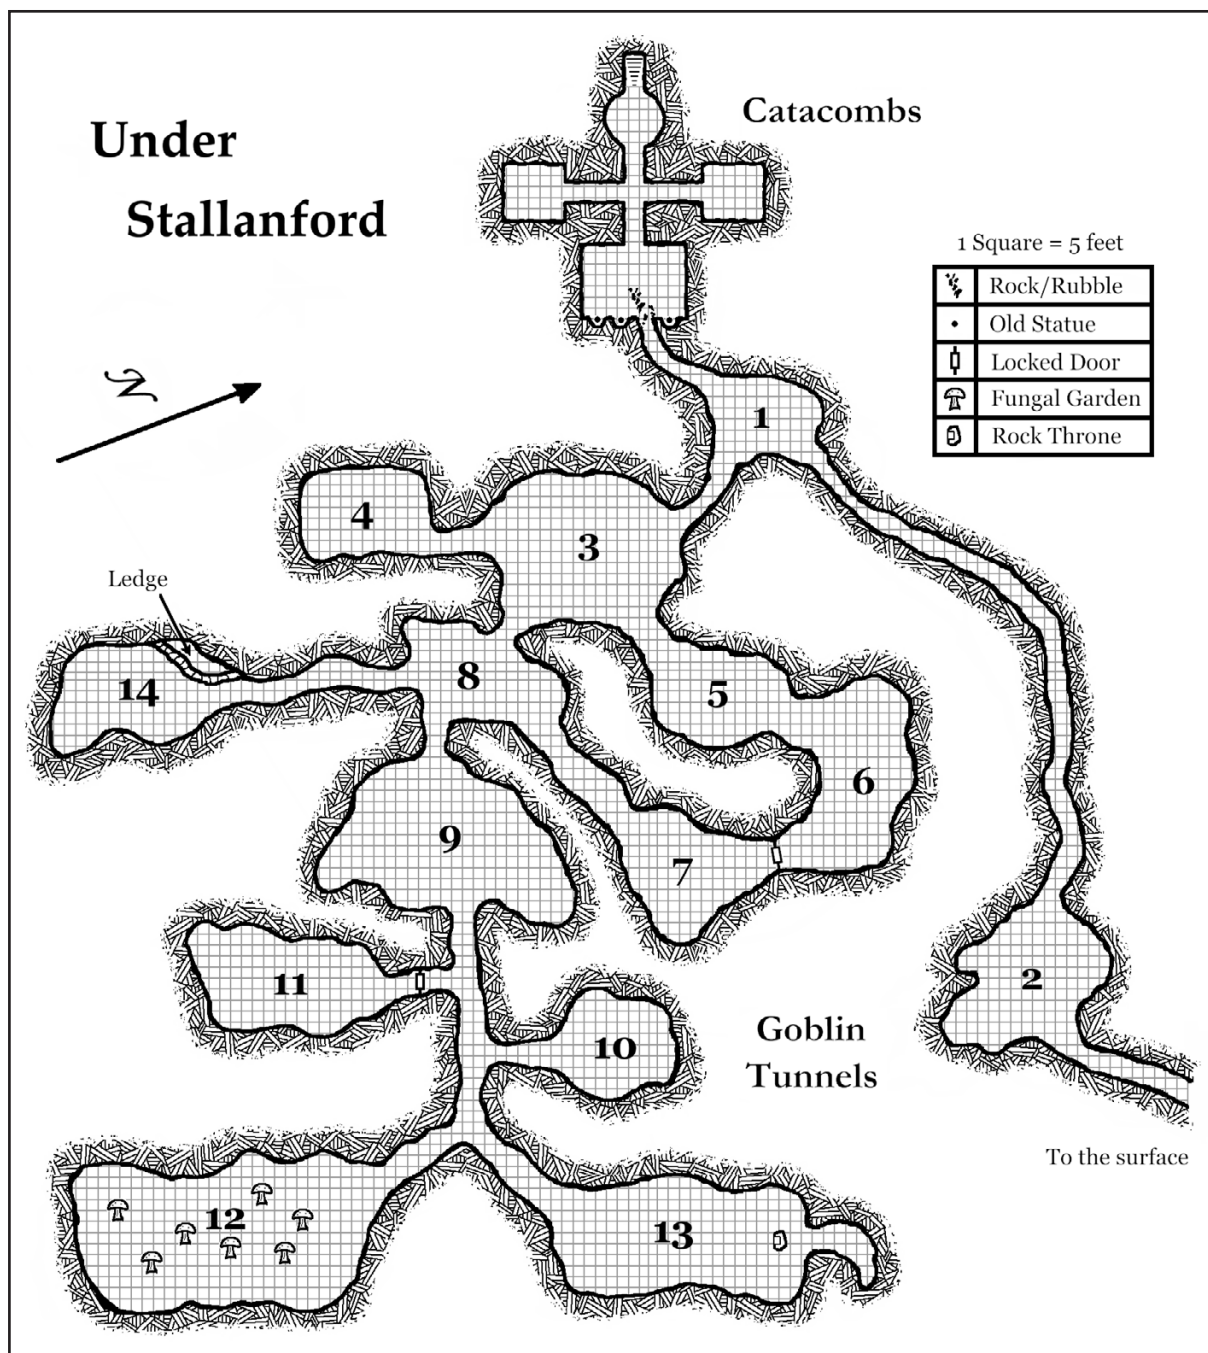 Under
Stallanford
Catacombs
1 Square = 5 feet
Rock/Rubble
Old Statue
Locked Door
Fungal Garden
Rock Throne
N
1
4
3
Ledge
14
8
5
6
9
7
11
2
10
Goblin
Tunnels
To the surface
12
13